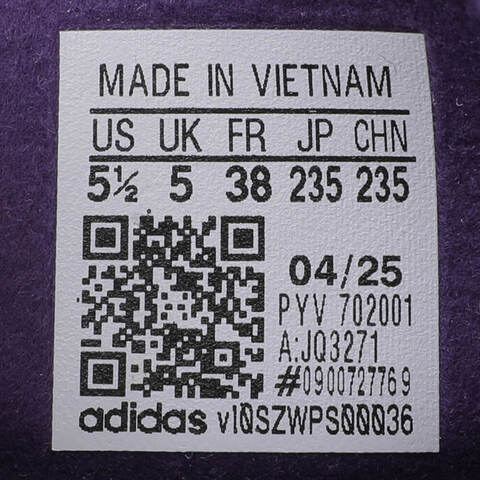 MADE IN VIETNAM
US UK FR JP CHN
5½ 5 38 235 235
04/25
PYV 702001
A:JQ3271
#0900727769
adidas vI0SZWPS00036